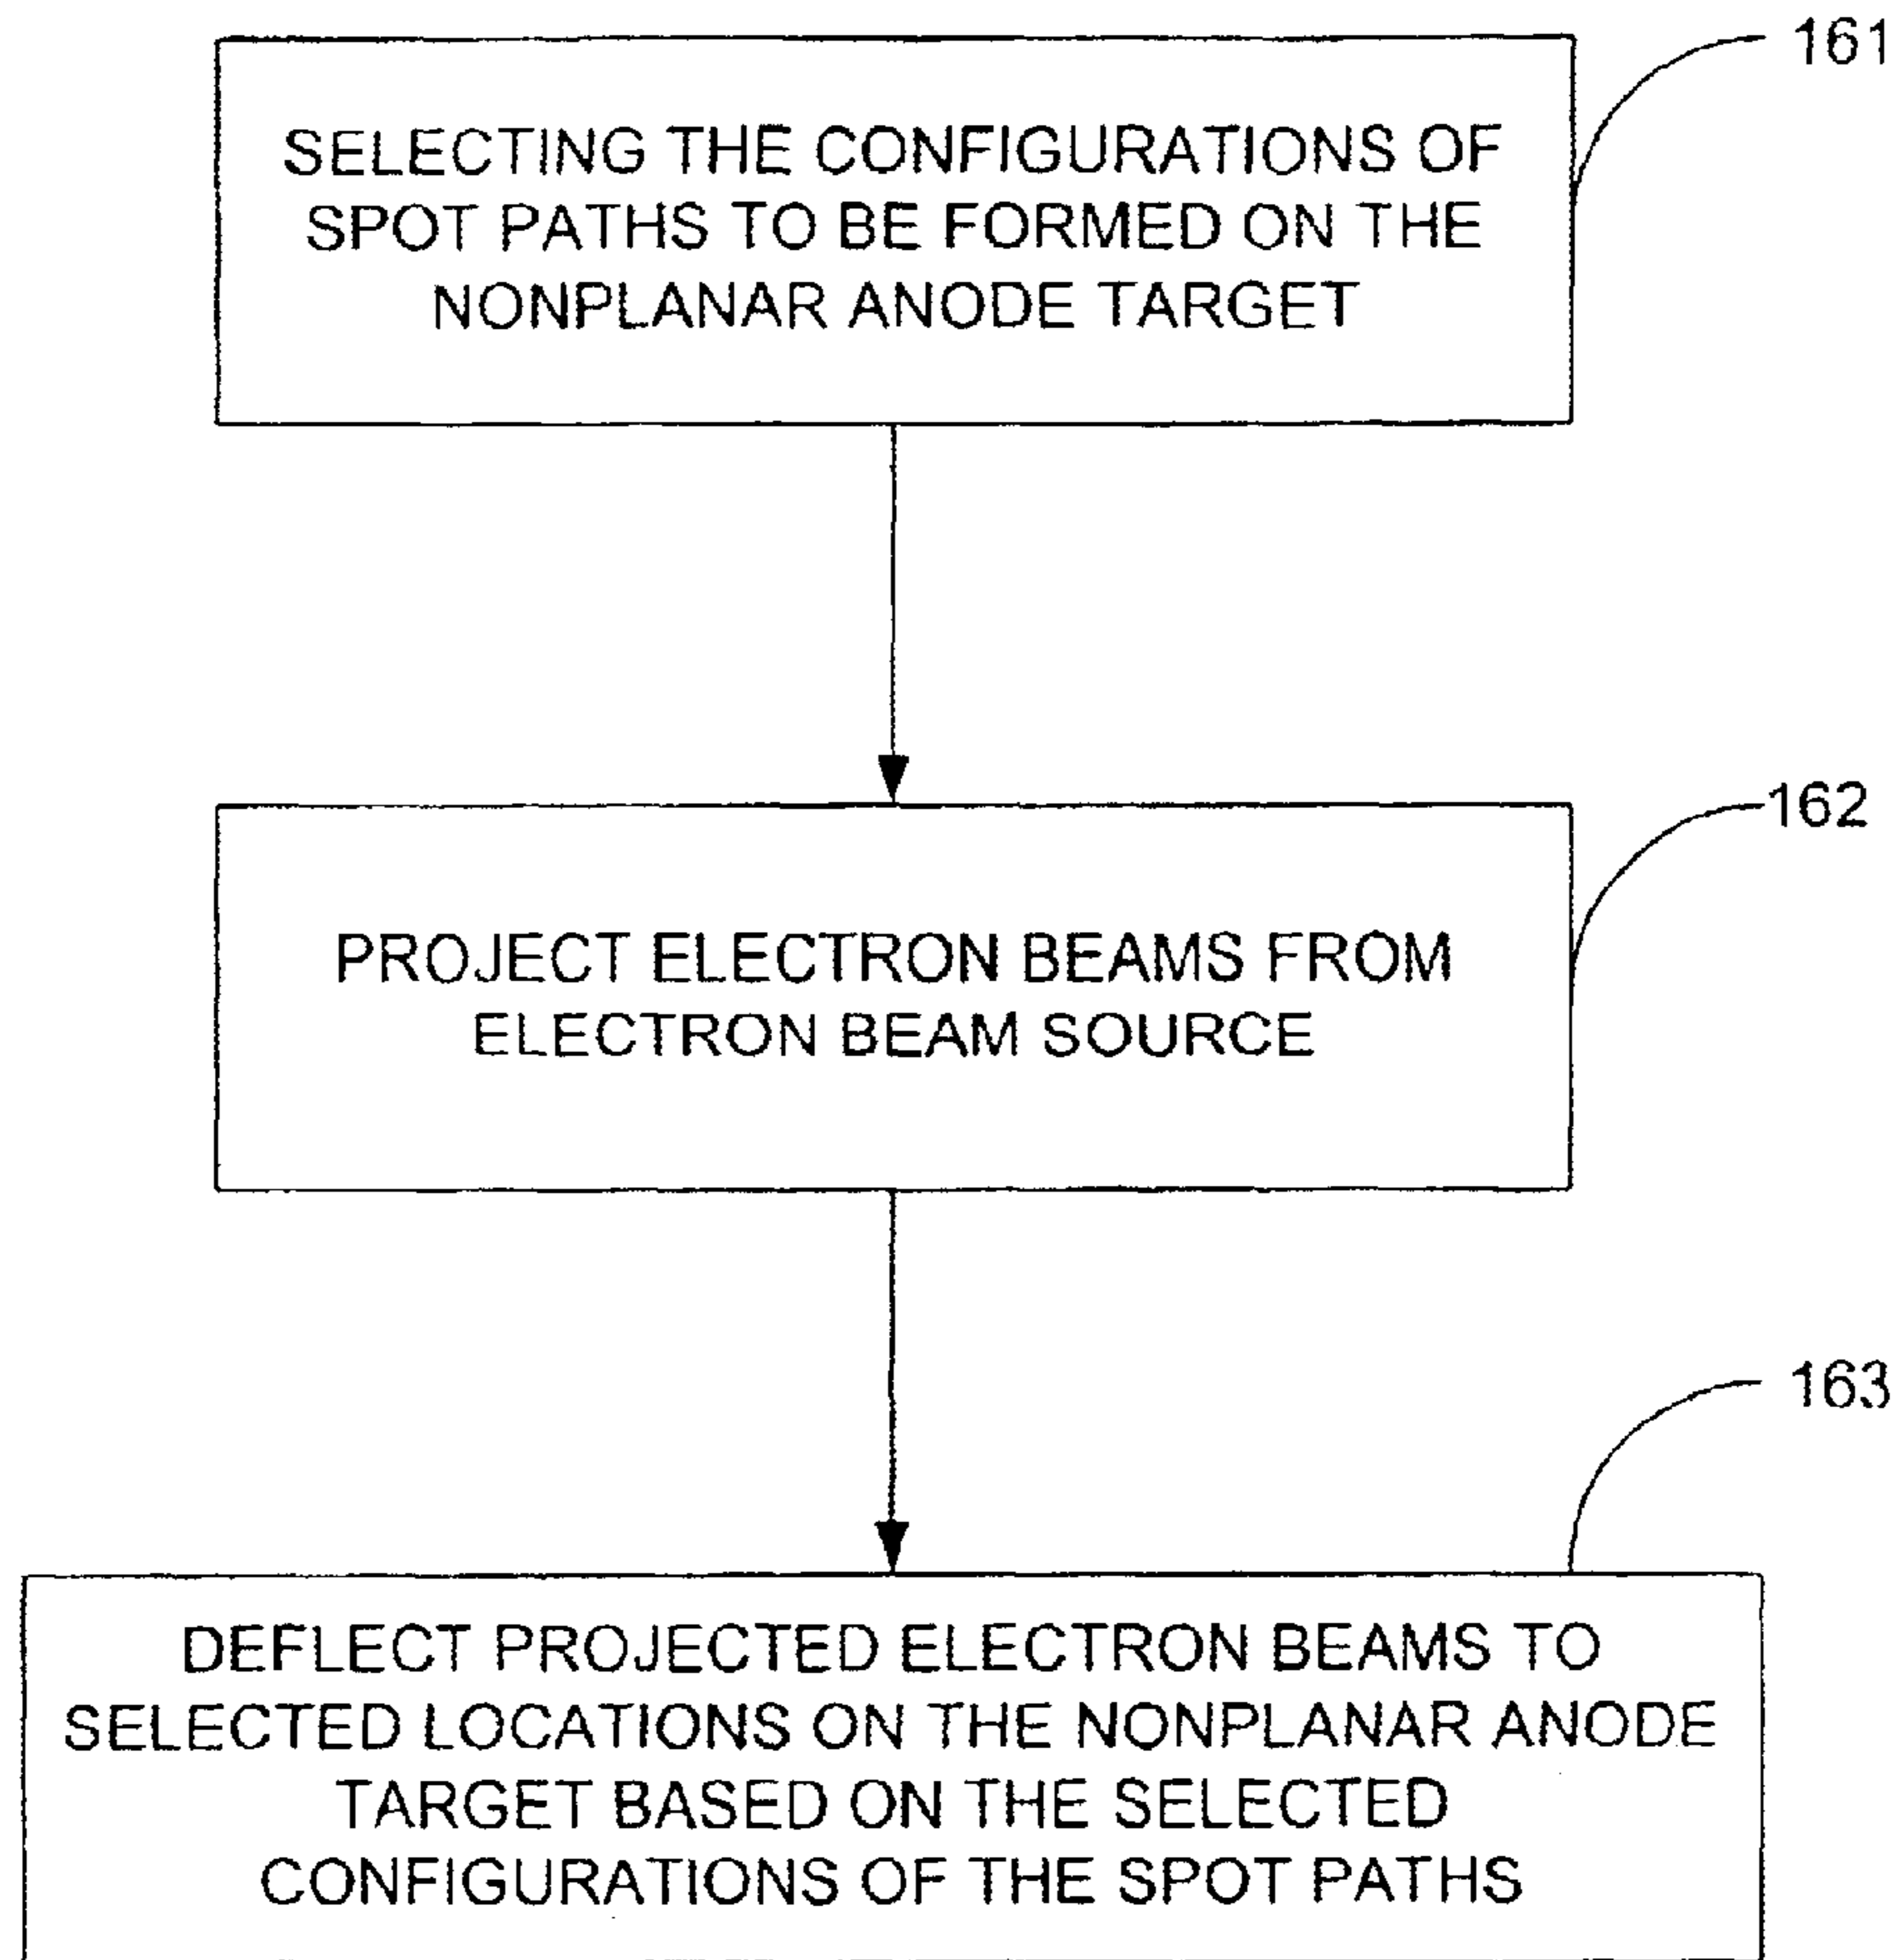 161
SELECTING THE CONFIGURATIONS OF
SPOT PATHS TO BE FORMED ON THE
NONPLANAR ANODE TARGET
162
PROJECT ELECTRON BEAMS FROM
ELECTRON BEAM SOURCE
163
DEFLECT PROJECTED ELECTRON BEAMS TO
SELECTED LOCATIONS ON THE NONPLANAR ANODE
TARGET BASED ON THE SELECTED
CONFIGURATIONS OF THE SPOT PATHS